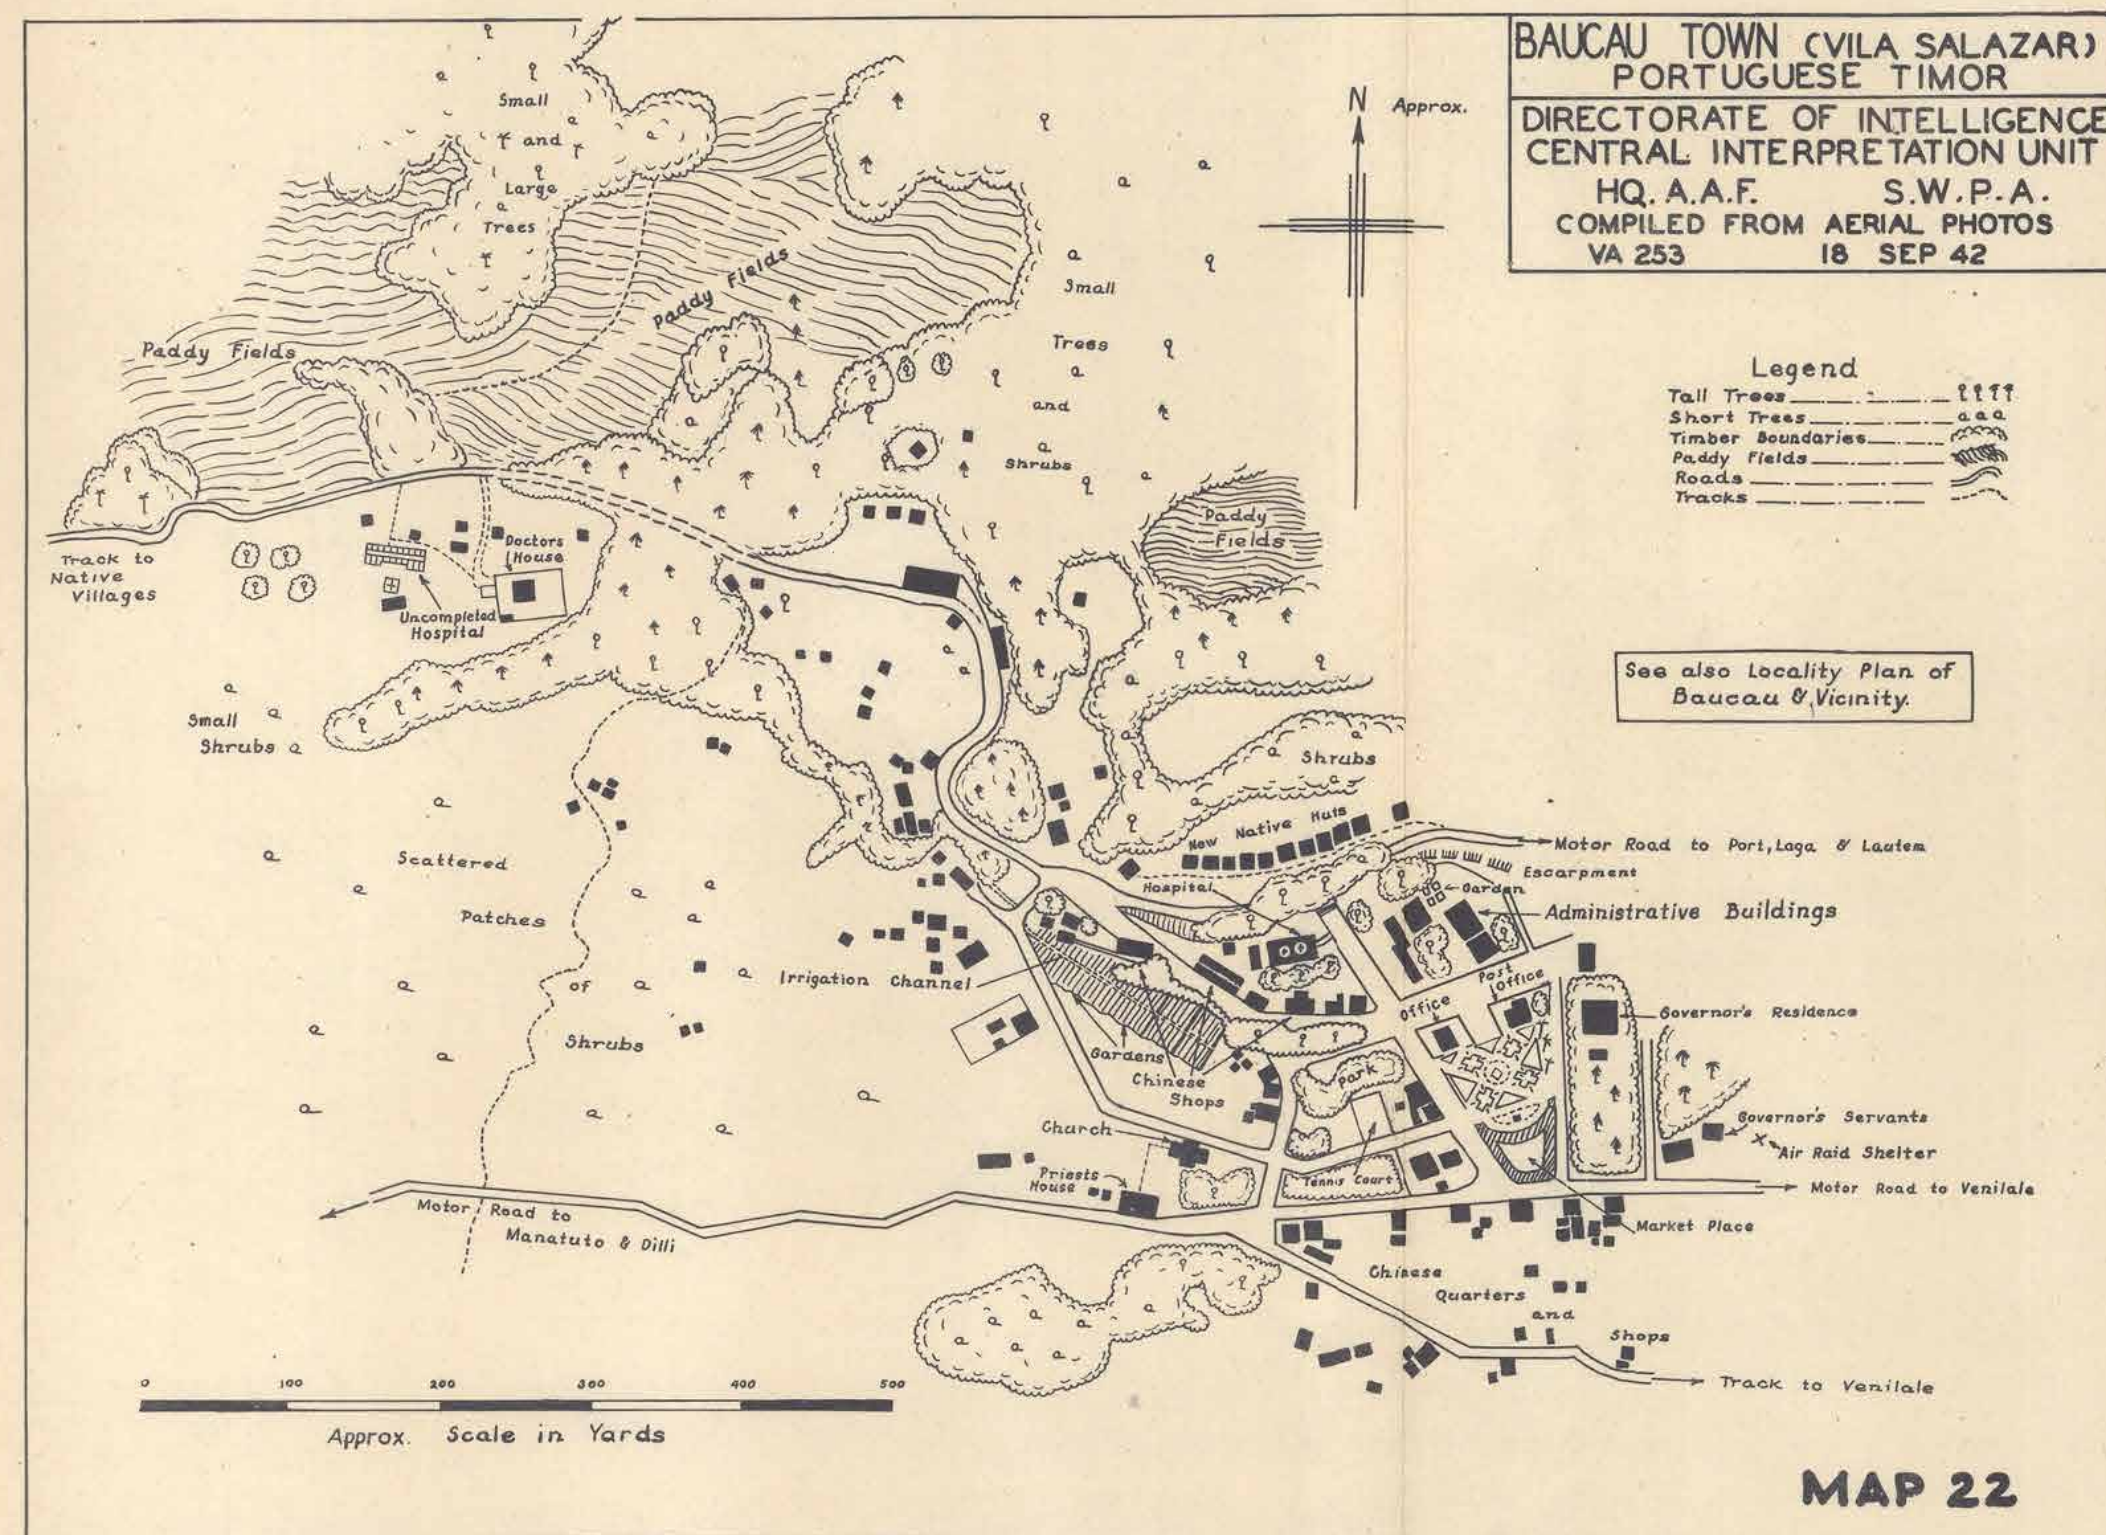 BAUCAU TOWN (VILA SALAZAR)
PORTUGUESE TIMOR
DIRECTORATE OF INTELLIGENCE
CENTRAL INTERPRETATION UNIT
HQ. A.A.F. S.W.P.A.
COMPILED FROM AERIAL PHOTOS
VA 253 18 SEP 42
N Approx.
Small
and
Large
Trees
Paddy Fields
Paddy Fields
Small
Trees
and
Shrubs
Legend
Tall Trees
Short Trees
Timber Boundaries
Paddy Fields
Roads
Tracks
Paddy
Fields
Track to
Native
Villages
Doctors
House
Uncompleted
Hospital
See also Locality Plan of
Baucau & Vicinity.
Small
Shrubs
Shrubs
New Native Huts
Motor Road to Port, Laga & Lautem
Escarpment
Hospital
Garden
Administrative Buildings
Scattered
Patches
of
Shrubs
Irrigation Channel
Post
Office
Office
Governor's Residence
Gardens
Chinese
Shops
Park
Church
Governor's Servants
Air Raid Shelter
Priests
House
Tennis Court
Motor Road to Venilale
Motor Road to
Manatuto & Dilli
Market Place
Chinese
Quarters
and
Shops
Track to Venilale
0 100 200 300 400 500
Approx. Scale in Yards
MAP 22